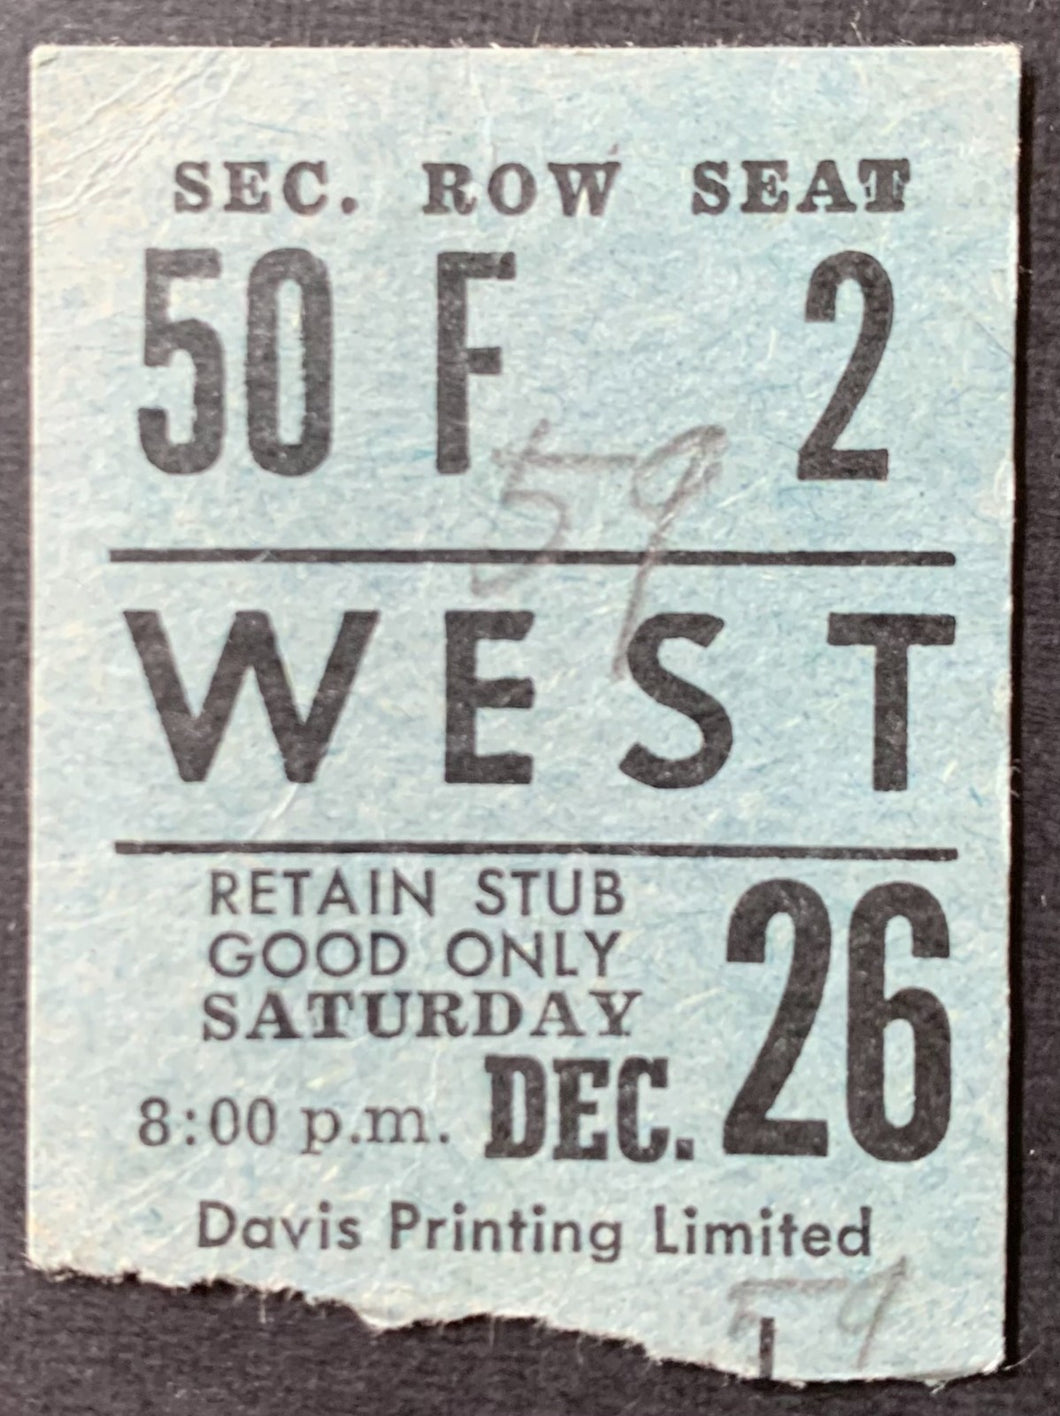 SEC. ROW SEAT
50 F 2
59
WEST
RETAIN STUB
GOOD ONLY
SATURDAY
8:00 p.m. DEC. 26
Davis Printing Limited
59